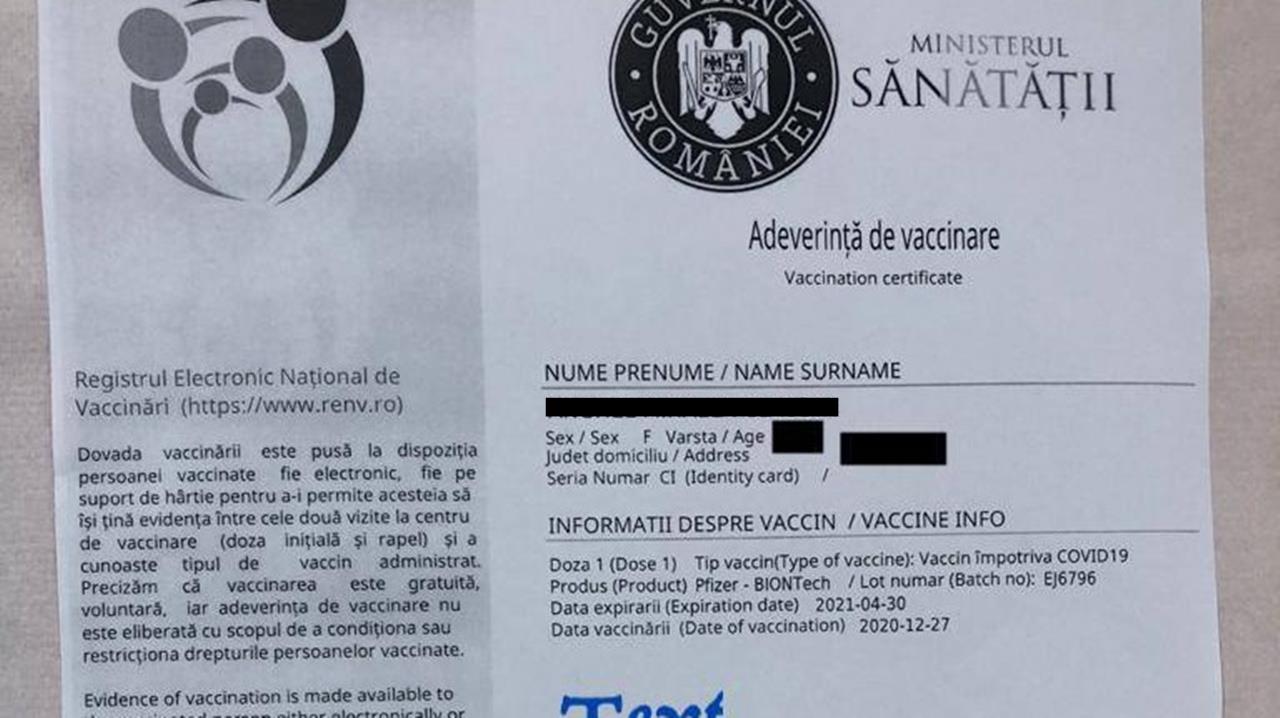 GUVERNUL ROMÂNIEI
MINISTERUL
SĂNĂTĂȚII
Adeverință de vaccinare
Vaccination certificate
Registrul Electronic Național de
Vaccinări (https://www.renv.ro)
Dovada vaccinării este pusă la dispoziția
persoanei vaccinate fie electronic, fie pe
suport de hârtie pentru a-i permite acesteia să
își țină evidența între cele două vizite la centru
de vaccinare (doza inițială și rapel) și a
cunoaste tipul de vaccin administrat.
Precizăm că vaccinarea este gratuită,
voluntară, iar adeverința de vaccinare nu
este eliberată cu scopul de a condiționa sau
restricționa drepturile persoanelor vaccinate.
Evidence of vaccination is made available to
NUME PRENUME / NAME SURNAME
Sex / Sex F Varsta / Age
Judet domiciliu / Address
Seria Numar CI (Identity card) /
INFORMATII DESPRE VACCIN / VACCINE INFO
Doza 1 (Dose 1) Tip vaccin(Type of vaccine): Vaccin împotriva COVID19
Produs (Product) Pfizer - BIONTech / Lot numar (Batch no): EJ6796
Data expirarii (Expiration date) 2021-04-30
Data vaccinării (Date of vaccination) 2020-12-27
Text